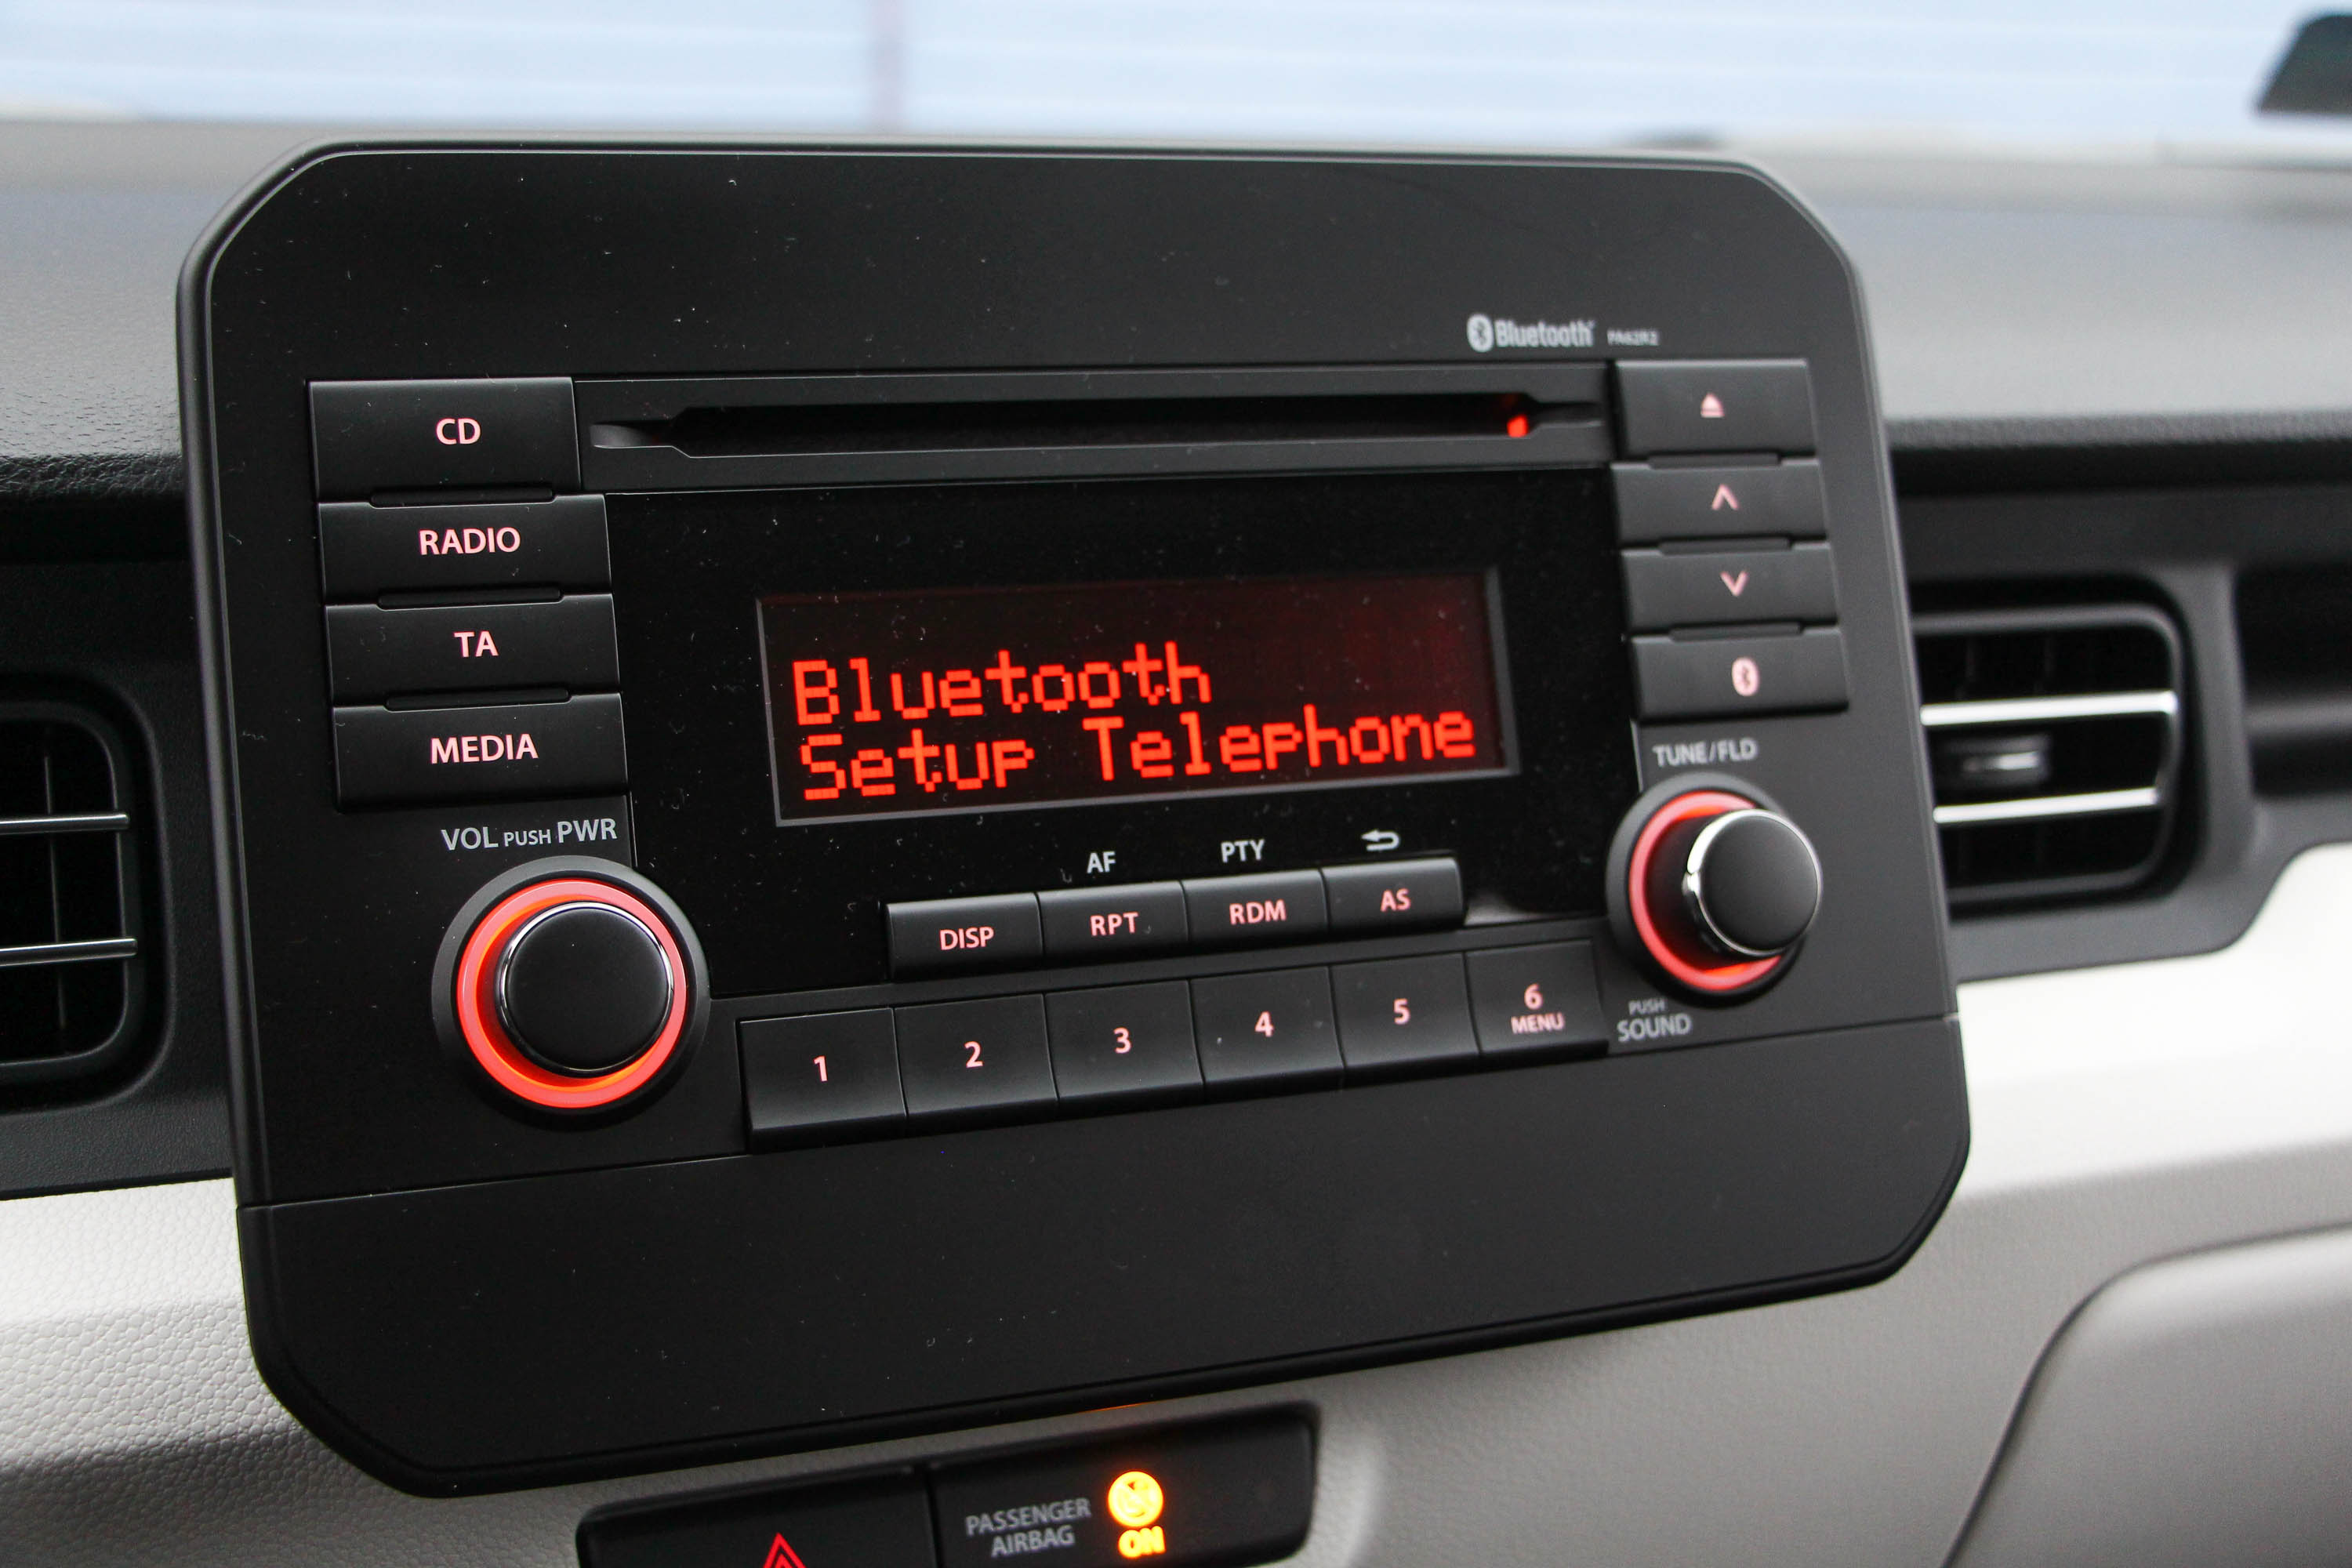 Bluetooth PA62R2
CD
RADIO
TA
MEDIA
Bluetooth
Setup Telephone
VOL PUSH PWR
TUNE/FLD
AF PTY
DISP RPT RDM AS
1 2 3 4 5 6
MENU
PUSH
SOUND
PASSENGER
AIRBAG
ON